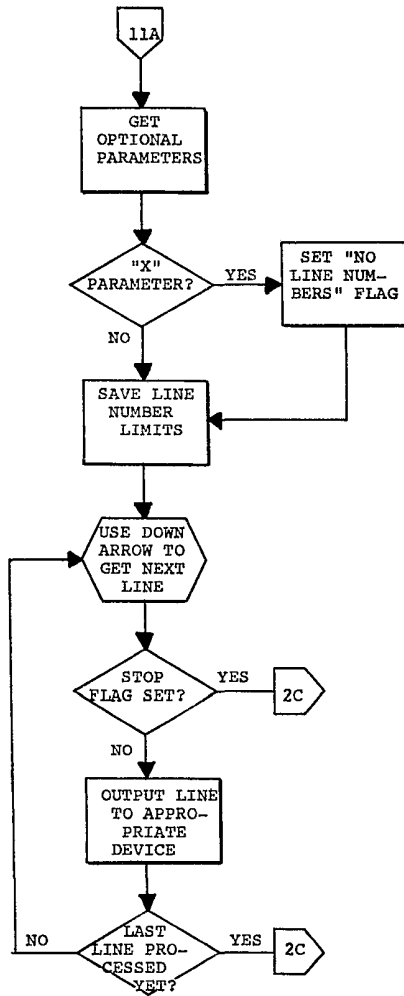 11A
GET
OPTIONAL
PARAMETERS
"X"
PARAMETER?
YES
SET "NO
LINE NUM-
BERS" FLAG
NO
SAVE LINE
NUMBER
LIMITS
USE DOWN
ARROW TO
GET NEXT
LINE
STOP
FLAG SET?
YES
2C
NO
OUTPUT LINE
TO APPRO-
PRIATE
DEVICE
LAST
LINE PRO-
CESSED
YET?
NO
YES
2C